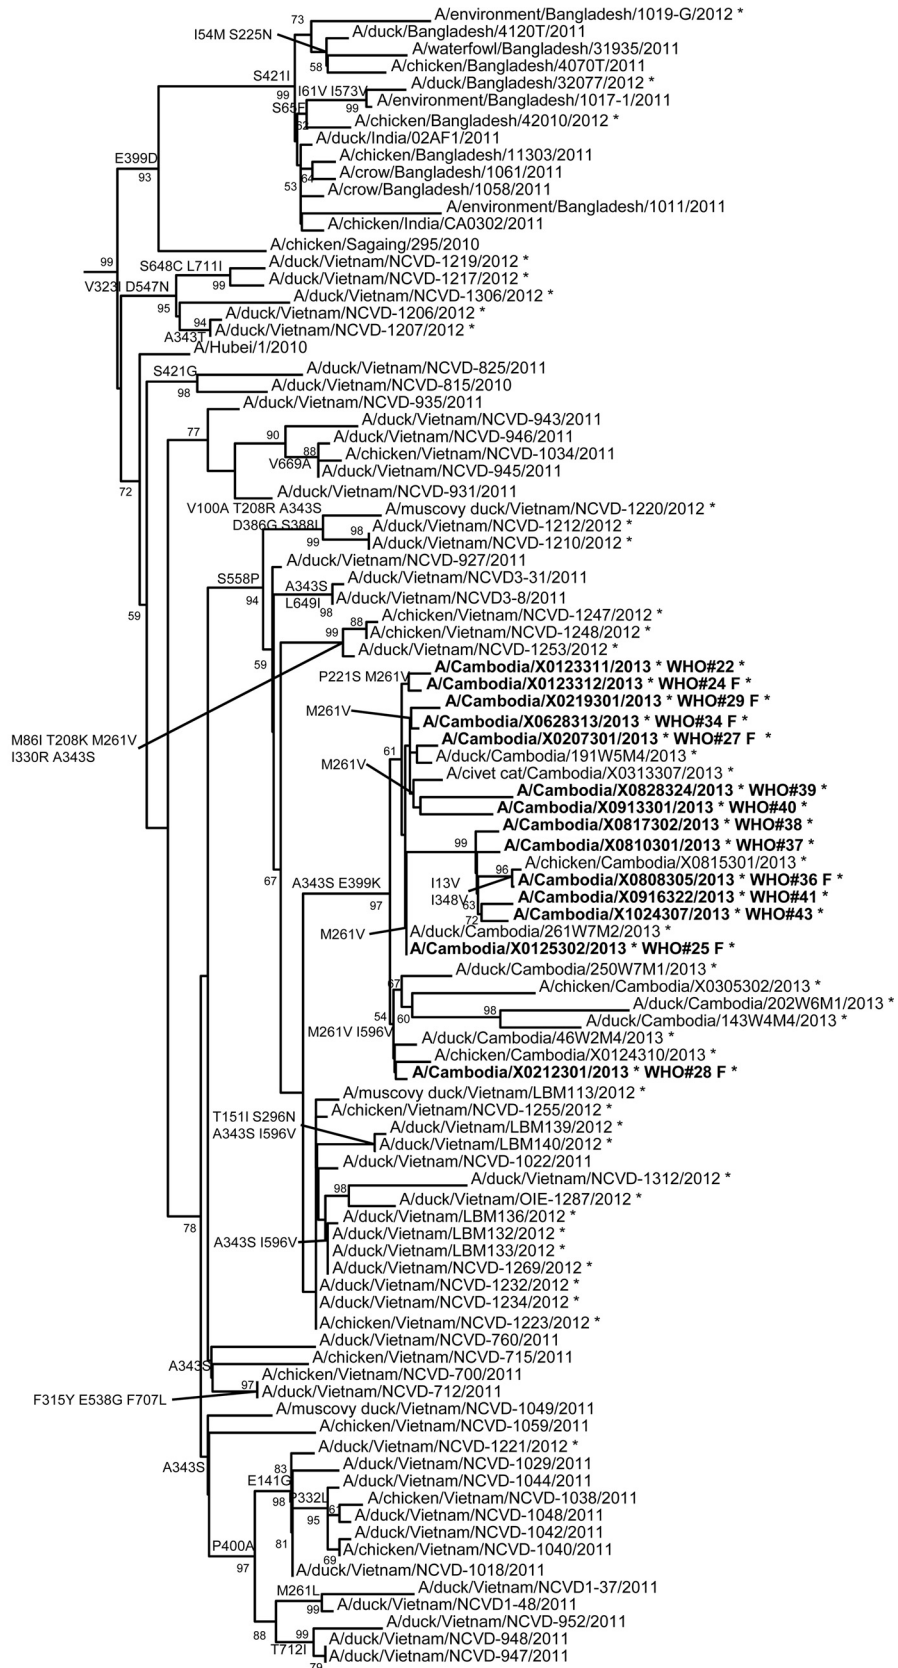 73
A/environment/Bangladesh/1019-G/2012 *
A/duck/Bangladesh/4120T/2011
I54M S225N
A/waterfowl/Bangladesh/31935/2011
58
A/chicken/Bangladesh/4070T/2011
S421I
99
A/duck/Bangladesh/32077/2012 *
I61V I573V
99
A/environment/Bangladesh/1017-1/2011
S65F
62
A/chicken/Bangladesh/42010/2012 *
A/duck/India/02AF1/2011
A/chicken/Bangladesh/11303/2011
E399D
93
64
A/crow/Bangladesh/1061/2011
53
A/crow/Bangladesh/1058/2011
A/environment/Bangladesh/1011/2011
A/chicken/India/CA0302/2011
A/chicken/Sagaing/295/2010
99
S648C L711I
A/duck/Vietnam/NCVD-1219/2012 *
99
A/duck/Vietnam/NCVD-1217/2012 *
V323I D547N
95
A/duck/Vietnam/NCVD-1306/2012 *
A/duck/Vietnam/NCVD-1206/2012 *
94
A343T
A/duck/Vietnam/NCVD-1207/2012 *
A/Hubei/1/2010
S421G
98
A/duck/Vietnam/NCVD-825/2011
A/duck/Vietnam/NCVD-815/2010
A/duck/Vietnam/NCVD-935/2011
77
A/duck/Vietnam/NCVD-943/2011
90
A/duck/Vietnam/NCVD-946/2011
88
V669A
A/chicken/Vietnam/NCVD-1034/2011
A/duck/Vietnam/NCVD-945/2011
72
A/duck/Vietnam/NCVD-931/2011
V100A T208R A343S
D386G S388I
A/muscovy duck/Vietnam/NCVD-1220/2012 *
99
98
A/duck/Vietnam/NCVD-1212/2012 *
A/duck/Vietnam/NCVD-1210/2012 *
A/duck/Vietnam/NCVD-927/2011
S558P
94
A343S
L649I
98
A/duck/Vietnam/NCVD3-31/2011
A/duck/Vietnam/NCVD3-8/2011
59
88
A/chicken/Vietnam/NCVD-1247/2012 *
99
A/chicken/Vietnam/NCVD-1248/2012 *
A/duck/Vietnam/NCVD-1253/2012 *
59
P221S M261V
A/Cambodia/X0123311/2013 * WHO#22 *
A/Cambodia/X0123312/2013 * WHO#24 F *
M261V
A/Cambodia/X0219301/2013 * WHO#29 F *
A/Cambodia/X0628313/2013 * WHO#34 F *
M86I T208K M261V
I330R A343S
61
A/Cambodia/X0207301/2013 * WHO#27 F *
A/duck/Cambodia/191W5M4/2013 *
M261V
A/civet cat/Cambodia/X0313307/2013 *
A/Cambodia/X0828324/2013 * WHO#39 *
A/Cambodia/X0913301/2013 * WHO#40 *
A/Cambodia/X0817302/2013 * WHO#38 *
99
A/Cambodia/X0810301/2013 * WHO#37 *
A/chicken/Cambodia/X0815301/2013 *
96
67
A343S E399K
97
I13V
I348V
A/Cambodia/X0808305/2013 * WHO#36 F *
63
A/Cambodia/X0916322/2013 * WHO#41 *
72
A/Cambodia/X1024307/2013 * WHO#43 *
M261V
A/duck/Cambodia/261W7M2/2013 *
A/Cambodia/X0125302/2013 * WHO#25 F *
A/duck/Cambodia/250W7M1/2013 *
67
A/chicken/Cambodia/X0305302/2013 *
98
A/duck/Cambodia/202W6M1/2013 *
54
60
A/duck/Cambodia/143W4M4/2013 *
M261V I596V
A/duck/Cambodia/46W2M4/2013 *
A/chicken/Cambodia/X0124310/2013 *
A/Cambodia/X0212301/2013 * WHO#28 F *
A/muscovy duck/Vietnam/LBM113/2012 *
A/chicken/Vietnam/NCVD-1255/2012 *
T151I S296N
A343S I596V
A/duck/Vietnam/LBM139/2012 *
A/duck/Vietnam/LBM140/2012 *
A/duck/Vietnam/NCVD-1022/2011
A/duck/Vietnam/NCVD-1312/2012 *
98
A/duck/Vietnam/OIE-1287/2012 *
A/duck/Vietnam/LBM136/2012 *
78
A343S I596V
A/duck/Vietnam/LBM132/2012 *
A/duck/Vietnam/LBM133/2012 *
A/duck/Vietnam/NCVD-1269/2012 *
A/duck/Vietnam/NCVD-1232/2012 *
A/duck/Vietnam/NCVD-1234/2012 *
A/chicken/Vietnam/NCVD-1223/2012 *
A/duck/Vietnam/NCVD-760/2011
A343S
A/chicken/Vietnam/NCVD-715/2011
A/chicken/Vietnam/NCVD-700/2011
97
F315Y E538G F707L
A/duck/Vietnam/NCVD-712/2011
A/muscovy duck/Vietnam/NCVD-1049/2011
A/chicken/Vietnam/NCVD-1059/2011
A343S
A/duck/Vietnam/NCVD-1221/2012 *
83
A/duck/Vietnam/NCVD-1029/2011
E141G
98
A/duck/Vietnam/NCVD-1044/2011
P332L
95
61
A/chicken/Vietnam/NCVD-1038/2011
A/duck/Vietnam/NCVD-1048/2011
P400A
97
81
A/duck/Vietnam/NCVD-1042/2011
69
A/chicken/Vietnam/NCVD-1040/2011
A/duck/Vietnam/NCVD-1018/2011
M261L
99
A/duck/Vietnam/NCVD1-37/2011
A/duck/Vietnam/NCVD1-48/2011
88
A/duck/Vietnam/NCVD-952/2011
99
T712I
A/duck/Vietnam/NCVD-948/2011
79
A/duck/Vietnam/NCVD-947/2011